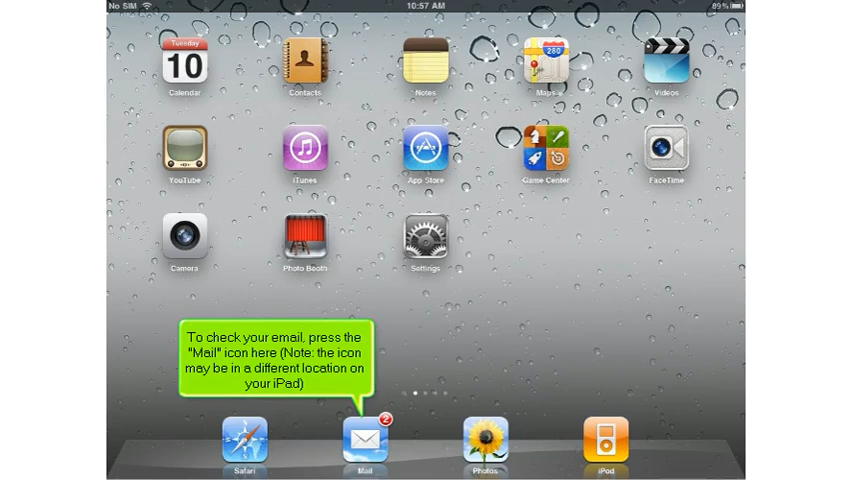 No SIM 10:57 AM 89%
Tuesday
10 280
Calendar Contacts Notes Maps Videos
YouTube iTunes App Store Game Center FaceTime
Camera Photo Booth Settings
To check your email, press the
"Mail" icon here (Note: the icon
may be in a different location on
your iPad)
2
Safari Mail Photos iPod